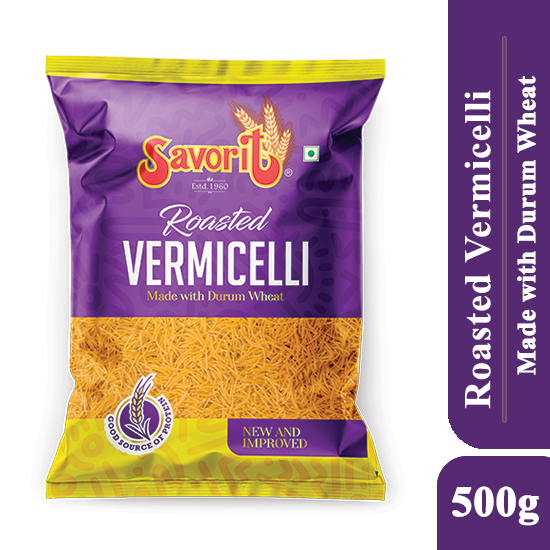 Savorit
®
Estd.1960
Roasted
VERMICELLI
Made with Durum Wheat
GOOD SOURCE OF PROTEIN
NEW AND
IMPROVED
Roasted Vermicelli
Made with Durum Wheat
500g